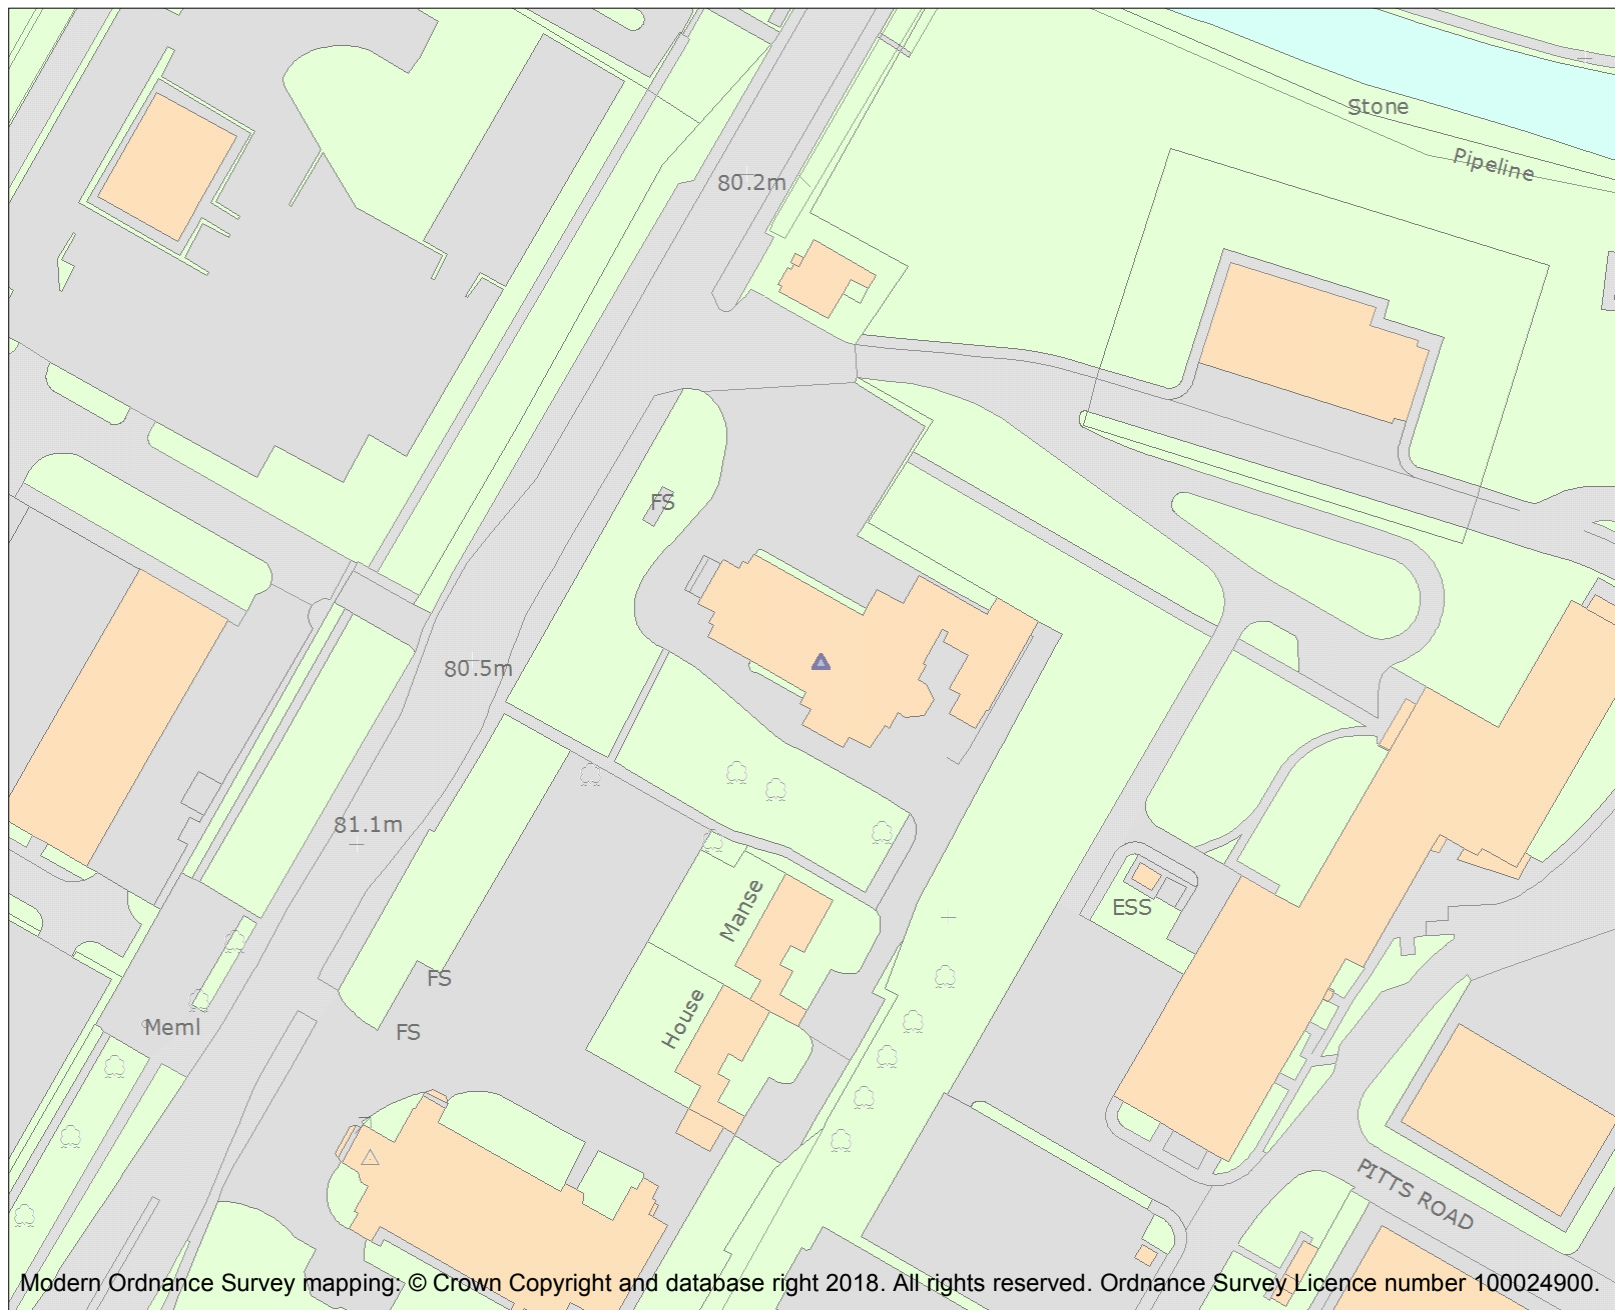 Stone
Pipeline
80.2m
FS
80.5m
81.1m
Manse
ESS
FS
House
Meml
FS
PITTS ROAD
Modern Ordnance Survey mapping: © Crown Copyright and database right 2018. All rights reserved. Ordnance Survey Licence number 100024900.